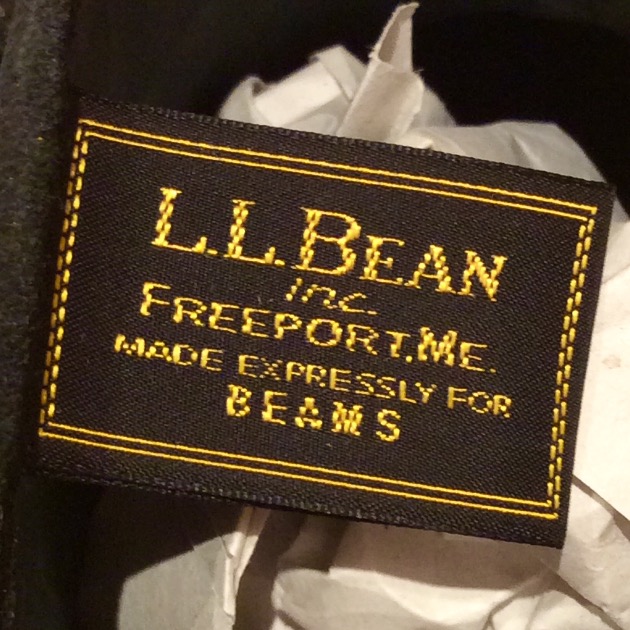 L.L.BEAN
inc.
FREEPORT.ME.
MADE EXPRESSLY FOR
BEAMS